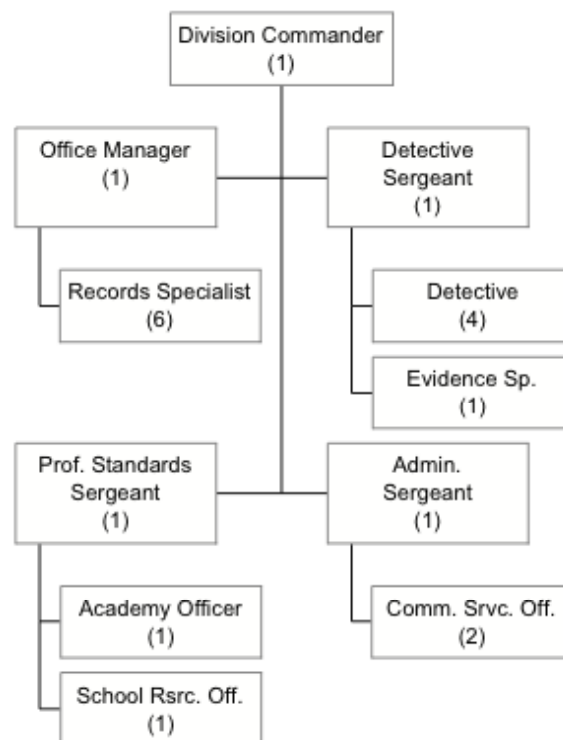 Division Commander
(1)
Office Manager
(1)
Detective
Sergeant
(1)
Records Specialist
(6)
Detective
(4)
Evidence Sp.
(1)
Prof. Standards
Sergeant
(1)
Admin.
Sergeant
(1)
Academy Officer
(1)
School Rsrc. Off.
(1)
Comm. Srvc. Off.
(2)